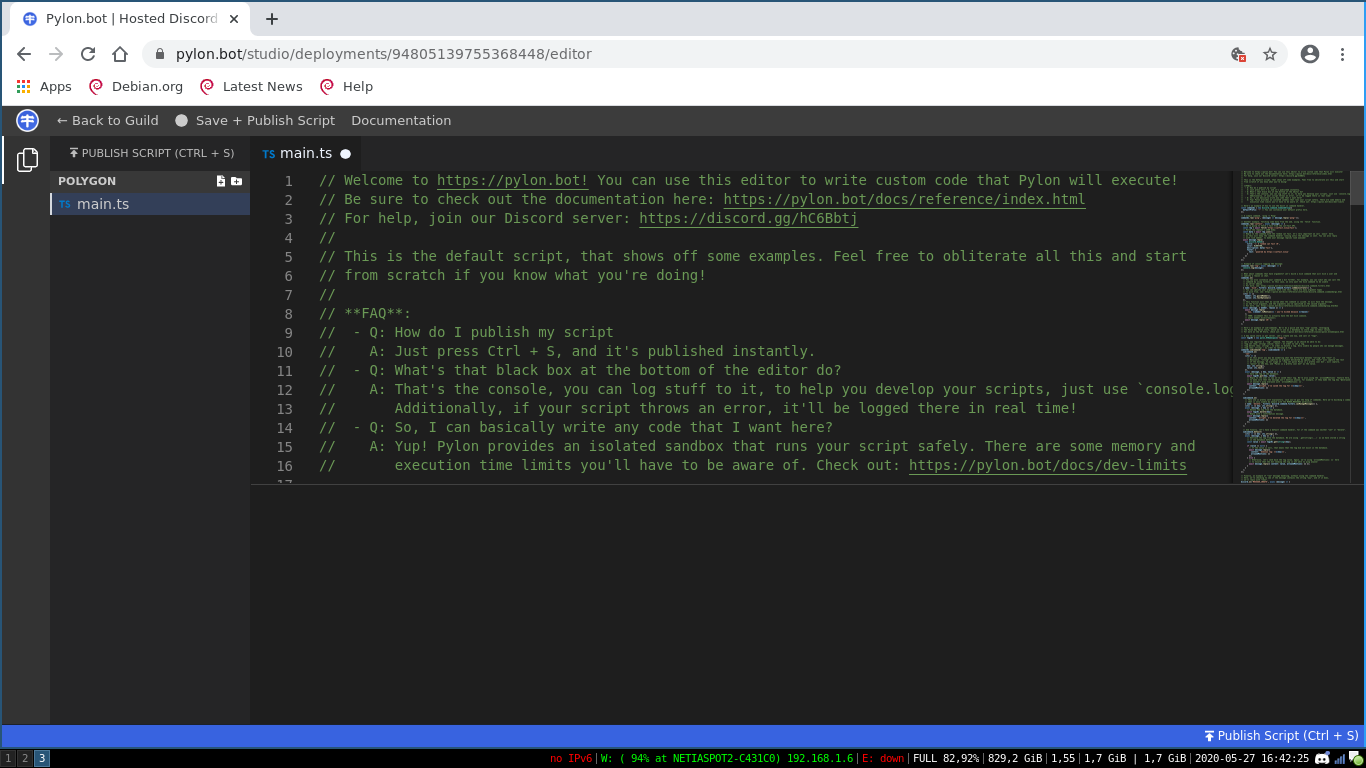 Pylon.bot | Hosted Discord
pylon.bot/studio/deployments/94805139755368448/editor
Apps Debian.org Latest News Help
← Back to Guild Save + Publish Script Documentation
PUBLISH SCRIPT (CTRL + S)
TS main.ts
POLYGON
TS main.ts
1 // Welcome to https://pylon.bot! You can use this editor to write custom code that Pylon will execute!
2 // Be sure to check out the documentation here: https://pylon.bot/docs/reference/index.html
3 // For help, join our Discord server: https://discord.gg/hC6Bbtj
4 //
5 // This is the default script, that shows off some examples. Feel free to obliterate all this and start
6 // from scratch if you know what you're doing!
7 //
8 // **FAQ**:
9 //  - Q: How do I publish my script
10 //    A: Just press Ctrl + S, and it's published instantly.
11 //  - Q: What's that black box at the bottom of the editor do?
12 //    A: That's the console, you can log stuff to it, to help you develop your scripts, just use `console.log
13 //       Additionally, if your script throws an error, it'll be logged there in real time!
14 //  - Q: So, I can basically write any code that I want here?
15 //    A: Yup! Pylon provides an isolated sandbox that runs your script safely. There are some memory and
16 //       execution time limits you'll have to be aware of. Check out: https://pylon.bot/docs/dev-limits
17
Publish Script (Ctrl + S)
1 2 3 no IPv6|W: ( 94% at NETIASPOT2-C431C0) 192.168.1.6|E: down|FULL 82,92%|829,2 GiB|1,55|1,7 GiB | 1,7 GiB|2020-05-27 16:42:25